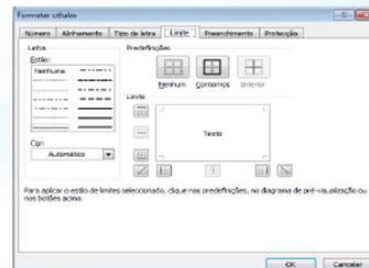 Formatar células
Número Alinhamento Tipo de letra Limite Preenchimento Protecção
Linha
Estilo:
Nenhuma
Cor:
Automático
Predefinições
Nenhum Contornos Interior
Limite
Texto
Para aplicar o estilo de limites seleccionado, clique nas predefinições, no diagrama de pré-visualização ou
nos botões acima.
OK Cancelar